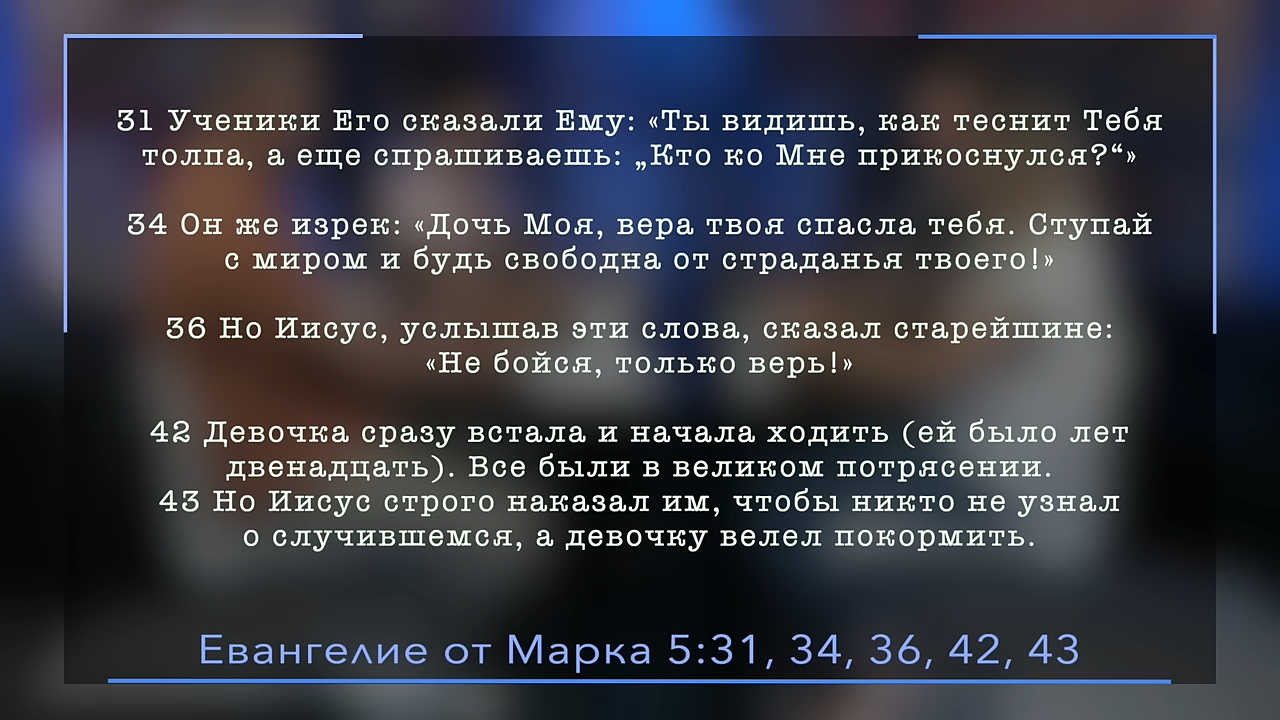 31 Ученики Его сказали Ему: «Ты видишь, как теснит Тебя
толпа, а еще спрашиваешь: „Кто ко Мне прикоснулся?“»
34 Он же изрек: «Дочь Моя, вера твоя спасла тебя. Ступай
с миром и будь свободна от страданья твоего!»
36 Но Иисус, услышав эти слова, сказал старейшине:
«Не бойся, только верь!»
42 Девочка сразу встала и начала ходить (ей было лет
двенадцать). Все были в великом потрясении.
43 Но Иисус строго наказал им, чтобы никто не узнал
о случившемся, а девочку велел покормить.
Евангелие от Марка 5:31, 34, 36, 42, 43